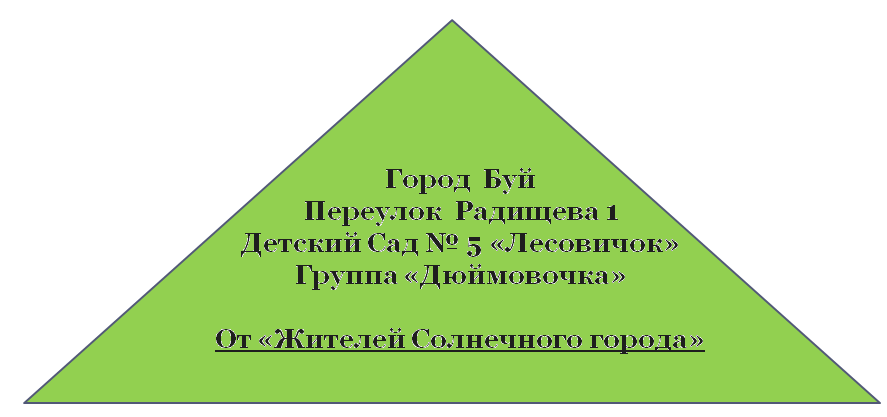 Город Буй
Переулок Радищева 1
Детский Сад № 5 «Лесовичок»
Группа «Дюймовочка»
От «Жителей Солнечного города»